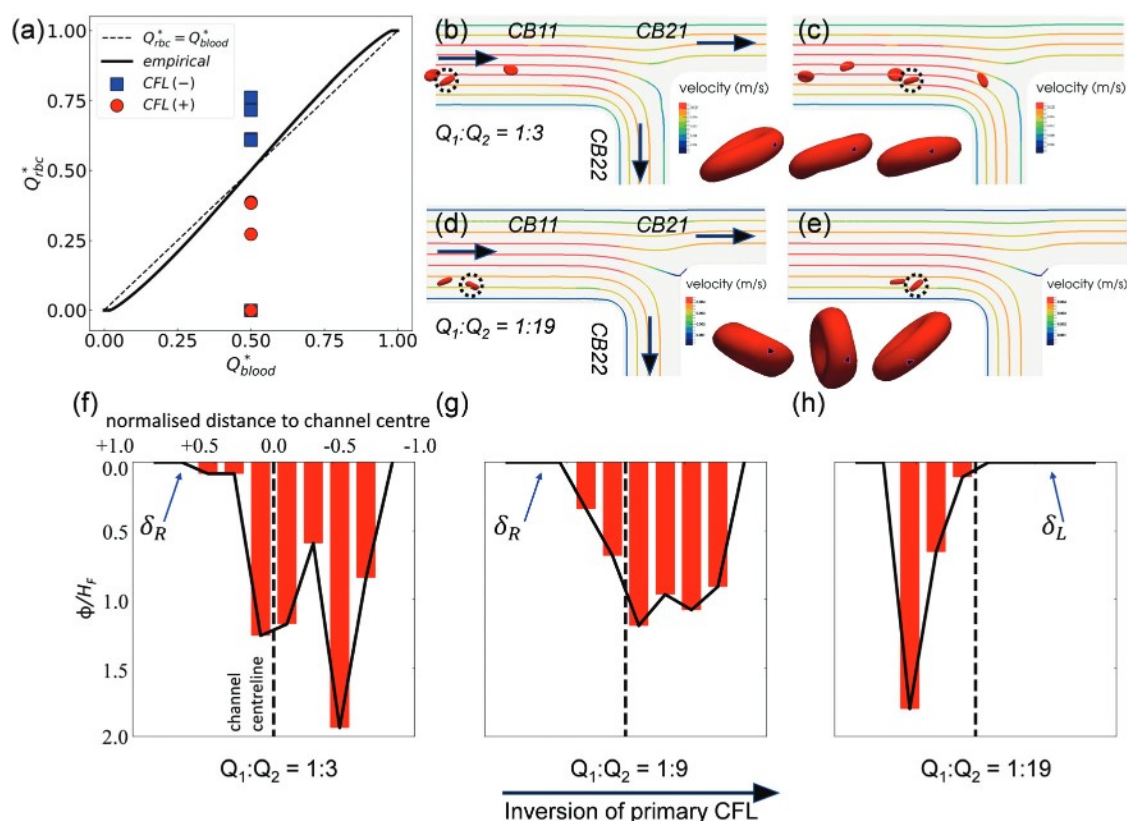 (a)
1.00
0.75
0.50
0.25
0.00
Q*rbc
Q*rbc = Q*blood
empirical
CFL (−)
CFL (+)
0.00 0.25 0.50 0.75 1.00
Q*blood
(b)
CB11 CB21
Q1:Q2 = 1:3
CB22
velocity (m/s)
(c)
velocity (m/s)
(d)
CB11 CB21
Q1:Q2 = 1:19
CB22
velocity (m/s)
(e)
velocity (m/s)
(f)
normalised distance to channel centre
+1.0 +0.5 0.0 -0.5 -1.0
0.0
0.5
1.0
1.5
2.0
ϕ/HF
δR
channel
centreline
Q1:Q2 = 1:3
(g)
δR
Q1:Q2 = 1:9
(h)
δL
Q1:Q2 = 1:19
Inversion of primary CFL